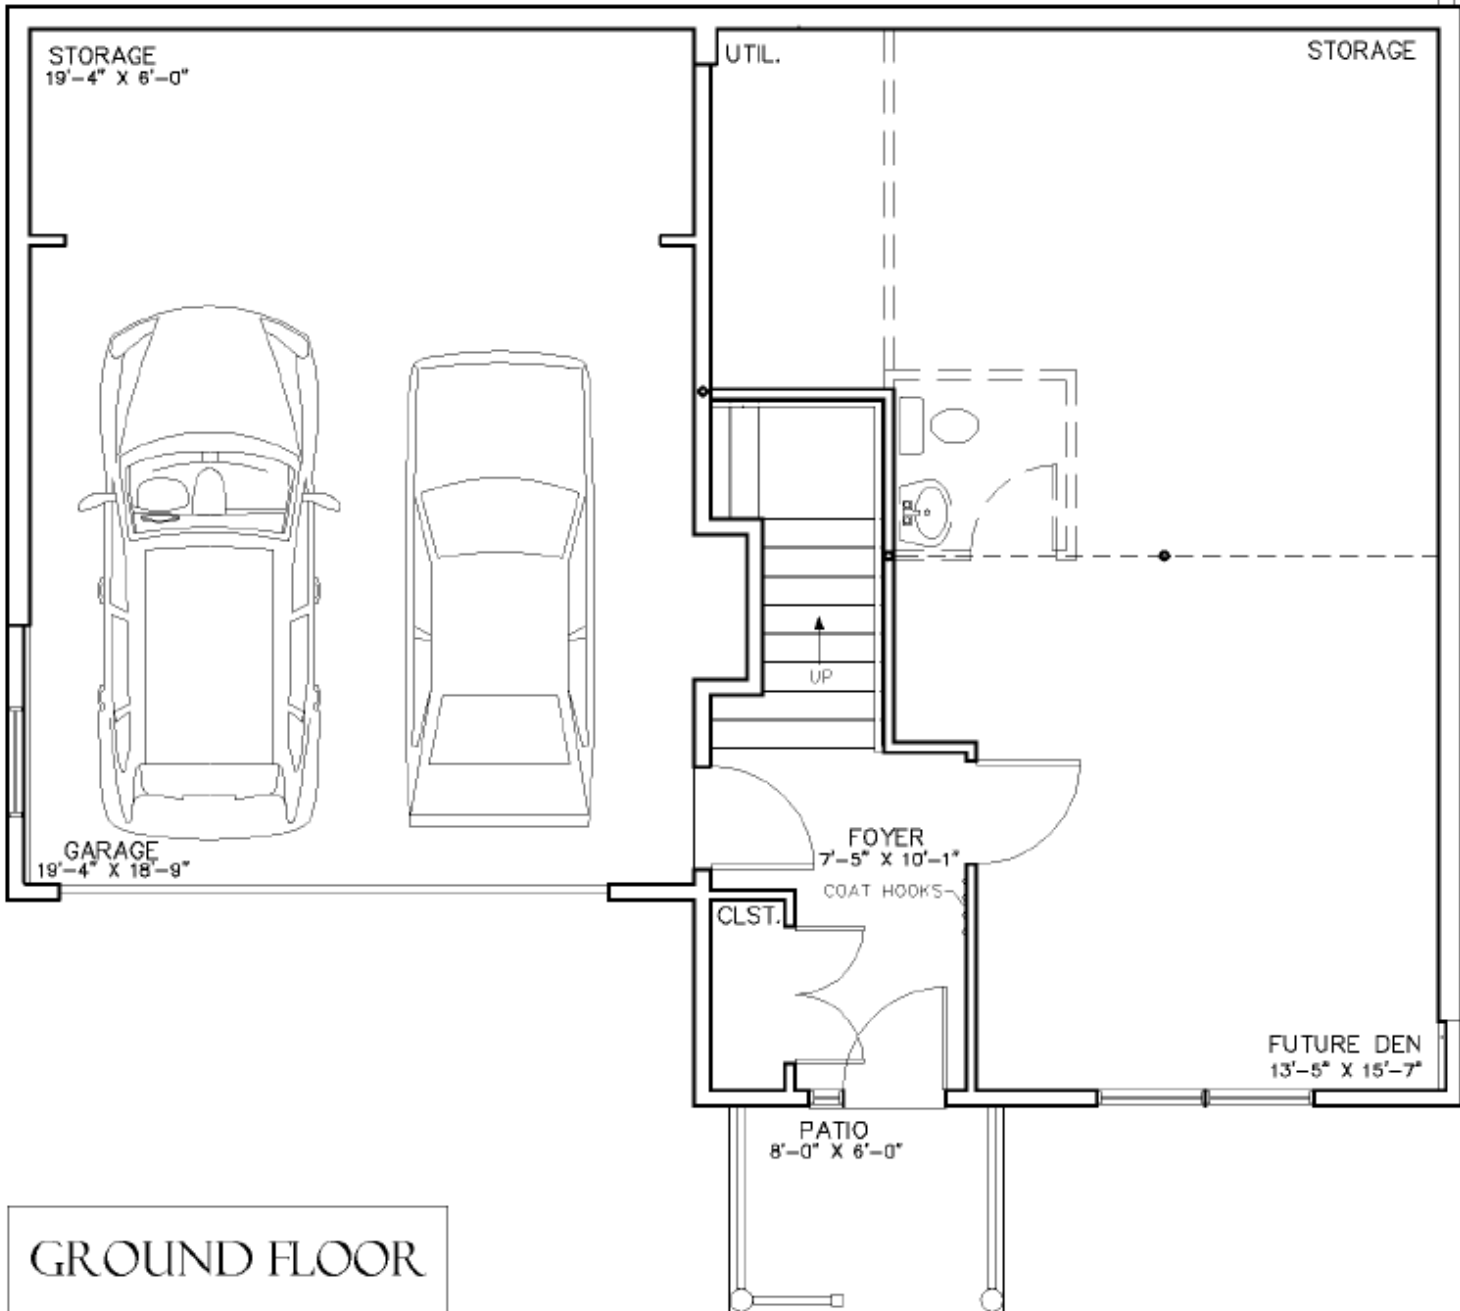 STORAGE
19'-4" X 6'-0"
UTIL.
STORAGE
UP
GARAGE
19'-4" X 18'-9"
FOYER
7'-5" X 10'-1"
COAT HOOKS
CLST.
FUTURE DEN
13'-5" X 15'-7"
PATIO
8'-0" X 6'-0"
GROUND FLOOR